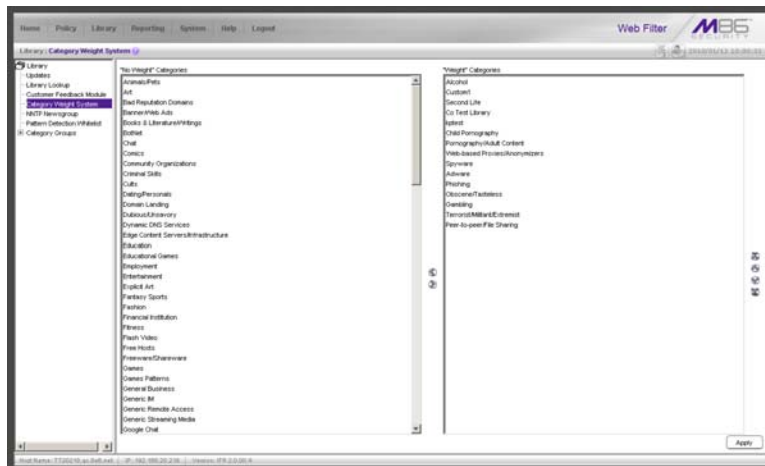 Home Policy Library Reporting System Help Logout
Web Filter M86 SECURITY
Library : Category Weight System
Library
Updates
Library Lookup
Customer Feedback Module
Category Weight System
NNTP Newsgroup
Pattern Detection Whitelist
Category Groups
"No Weight" Categories
Animals/Pets
Art
Bad Reputation Domains
Banner/Web Ads
Books & Literature/Writings
BotNet
Chat
Comics
Community Organizations
Criminal Skills
Cults
Dating/Personals
Domain Landing
Dubious/Unsavory
Dynamic DNS Services
Edge Content Servers/Infrastructure
Education
Educational Games
Employment
Entertainment
Explicit Art
Fantasy Sports
Fashion
Financial Institution
Fitness
Flash Video
Free Hosts
Freeware/Shareware
Games
Games Patterns
General Business
Generic IM
Generic Remote Access
Generic Streaming Media
Google Chat
"Weight" Categories
Alcohol
Custom1
Second Life
Co Test Library
Child Pornography
Pornography/Adult Content
Web-based Proxies/Anonymizers
Spyware
Adware
Phishing
Obscene/Tasteless
Gambling
Terrorist/Militant/Extremist
Peer-to-peer/File Sharing
Apply
Host Name: